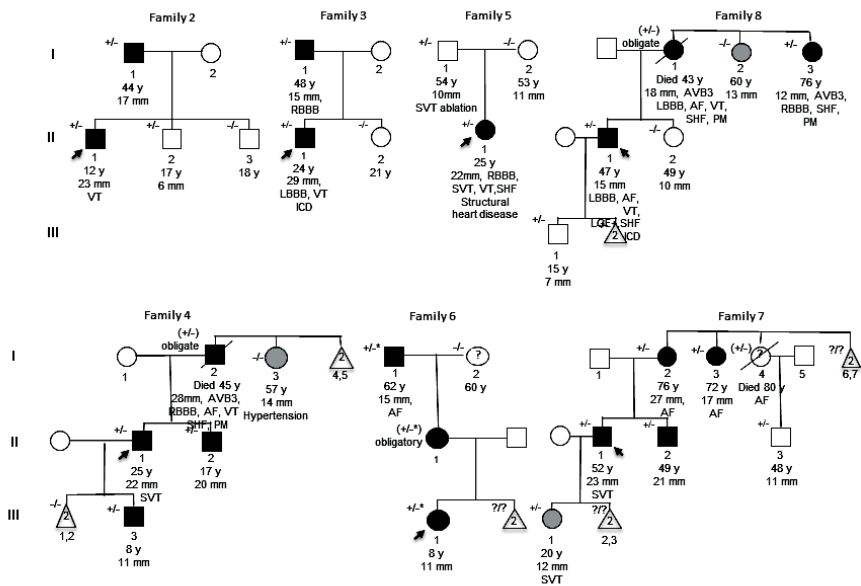 Family 2
Family 3
Family 5
Family 8
I
+/-
1
44 y
17 mm
2
+/-
1
48 y
15 mm,
RBBB
2
+/-
1
54 y
10mm
SVT ablation
-/-
2
53 y
11 mm
(+/-)
obligate
1
Died 43 y
18 mm, AVB3
LBBB, AF, VT,
SHF, PM
-/-
2
60 y
13 mm
+/-
3
76 y
12 mm, AVB3,
RBBB, SHF,
PM
II
+/-
1
12 y
23 mm
VT
+/-
2
17 y
6 mm
-/-
3
18 y
+/-
1
24 y
29 mm,
LBBB, VT
ICD
-/-
2
21 y
+/-
1
25 y
22mm, RBBB,
SVT, VT,SHF
Structural
heart disease
+/-
1
47 y
15 mm
LBBB, AF,
VT,
LGE+ SHF
ICD
-/-
2
49 y
10 mm
III
+/-
1
15 y
7 mm
2
Family 4
Family 6
Family 7
I
1
(+/-)
obligate
2
Died 45 y
28mm, AVB3,
RBBB, AF, VT
SHF, PM
-/-
3
57 y
14 mm
Hypertension
2
4,5
+/-*
1
62 y
15 mm,
AF
-/-
?
2
60 y
1
+/-
2
76 y
27 mm,
AF
+/-
3
72 y
17 mm
AF
(+/-)
?
4
Died 80 y
AF
5
?/?
2
6,7
II
+/-
1
25 y
22 mm
SVT
+/-
2
17 y
20 mm
(+/-*)
obligatory
1
+/-
1
52 y
23 mm
SVT
+/-
2
49 y
21 mm
+/-
3
48 y
11 mm
III
-/-
2
1,2
+/-
3
8 y
11 mm
+/-*
1
8 y
11 mm
?/?
2
+/-
1
20 y
12 mm
SVT
?/?
2
2,3